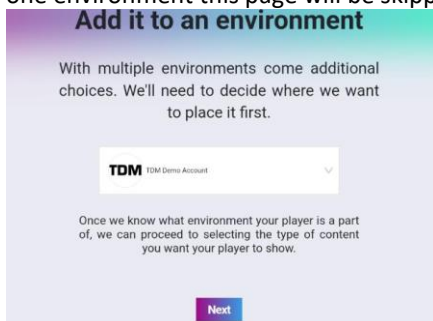 one environment this page will be skipp
Add it to an environment
With multiple environments come additional
choices. We'll need to decide where we want
to place it first.
TDM TDM Demo Account
Once we know what environment your player is a part
of, we can proceed to selecting the type of content
you want your player to show.
Next